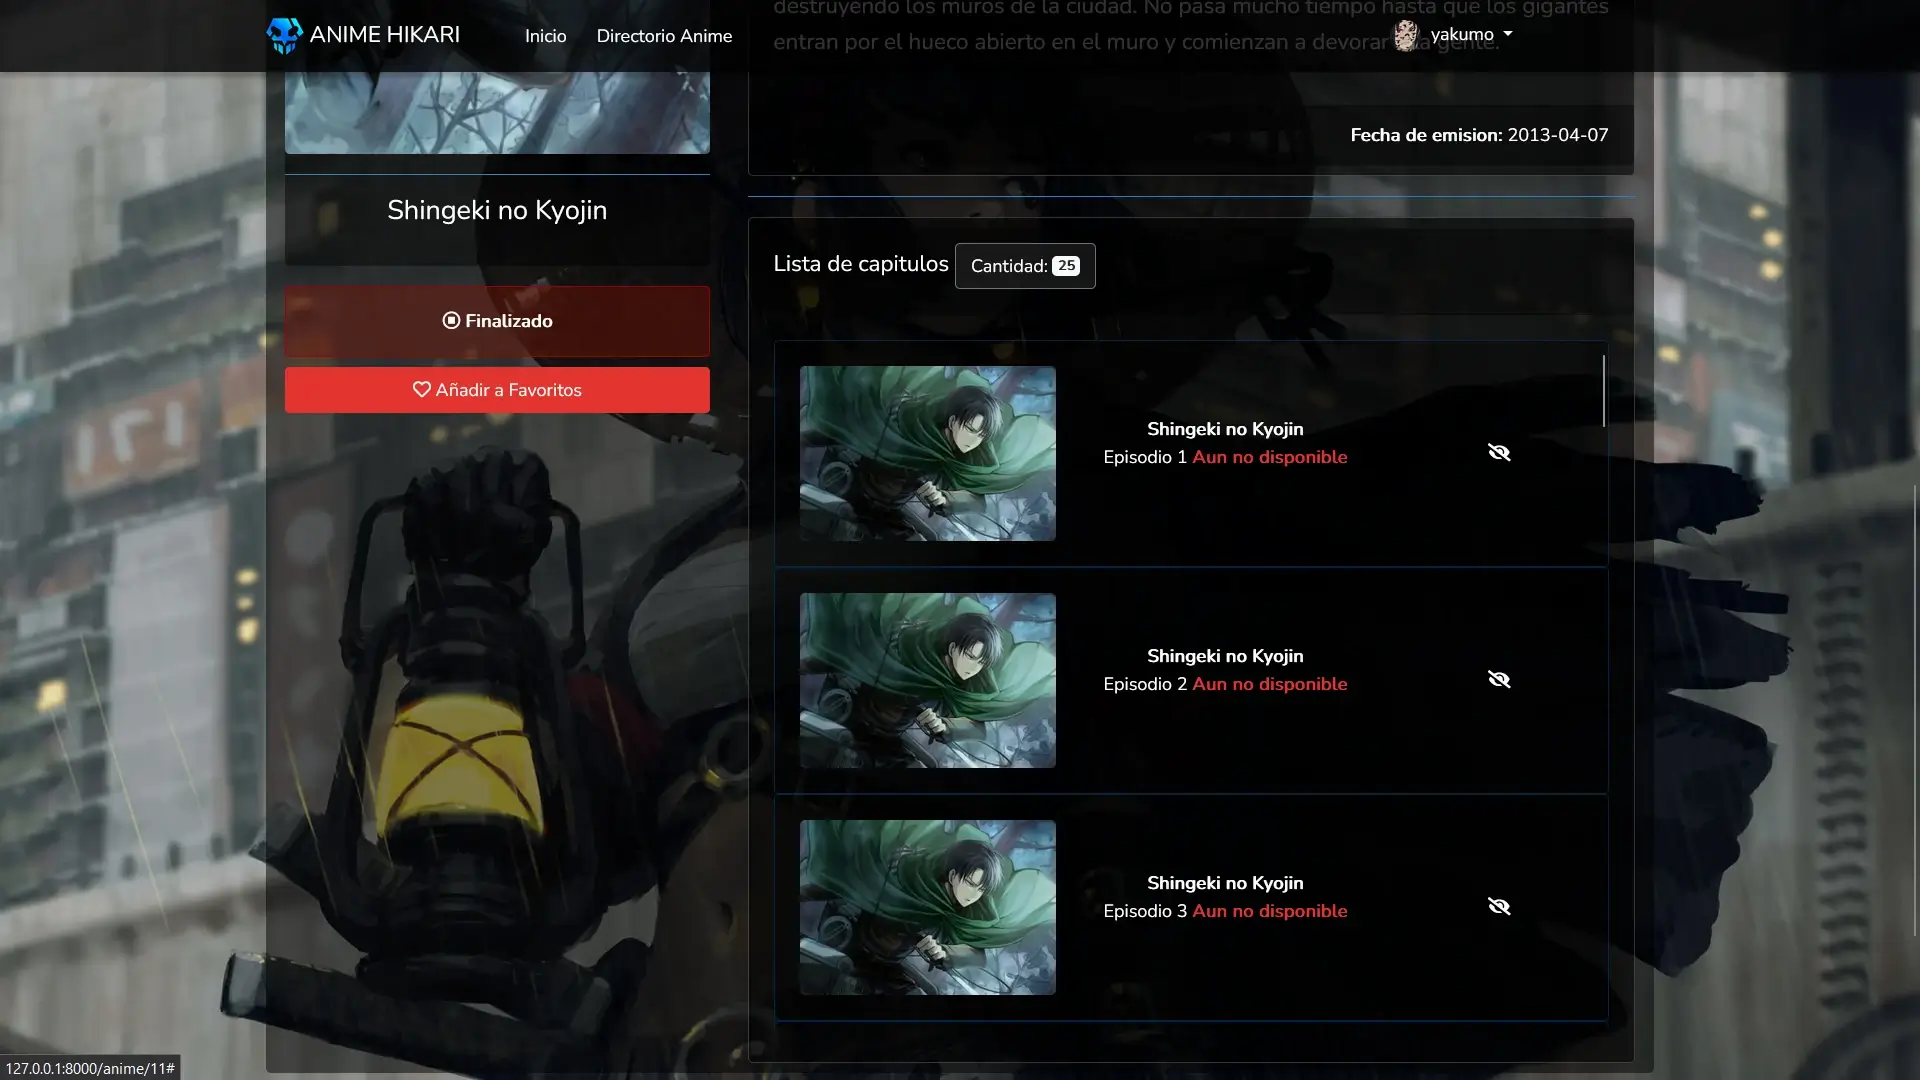 destruyendo los muros de la ciudad. No pasa mucho tiempo hasta que los gigantes
ANIME HIKARI
Inicio
Directorio Anime
yakumo
entran por el hueco abierto en el muro y comienzan a devorar a la gente.
Fecha de emision: 2013-04-07
Shingeki no Kyojin
Finalizado
Añadir a Favoritos
Lista de capitulos
Cantidad: 25
Shingeki no Kyojin
Episodio 1 Aun no disponible
Shingeki no Kyojin
Episodio 2 Aun no disponible
Shingeki no Kyojin
Episodio 3 Aun no disponible
171
127.0.0.1:8000/anime/11#